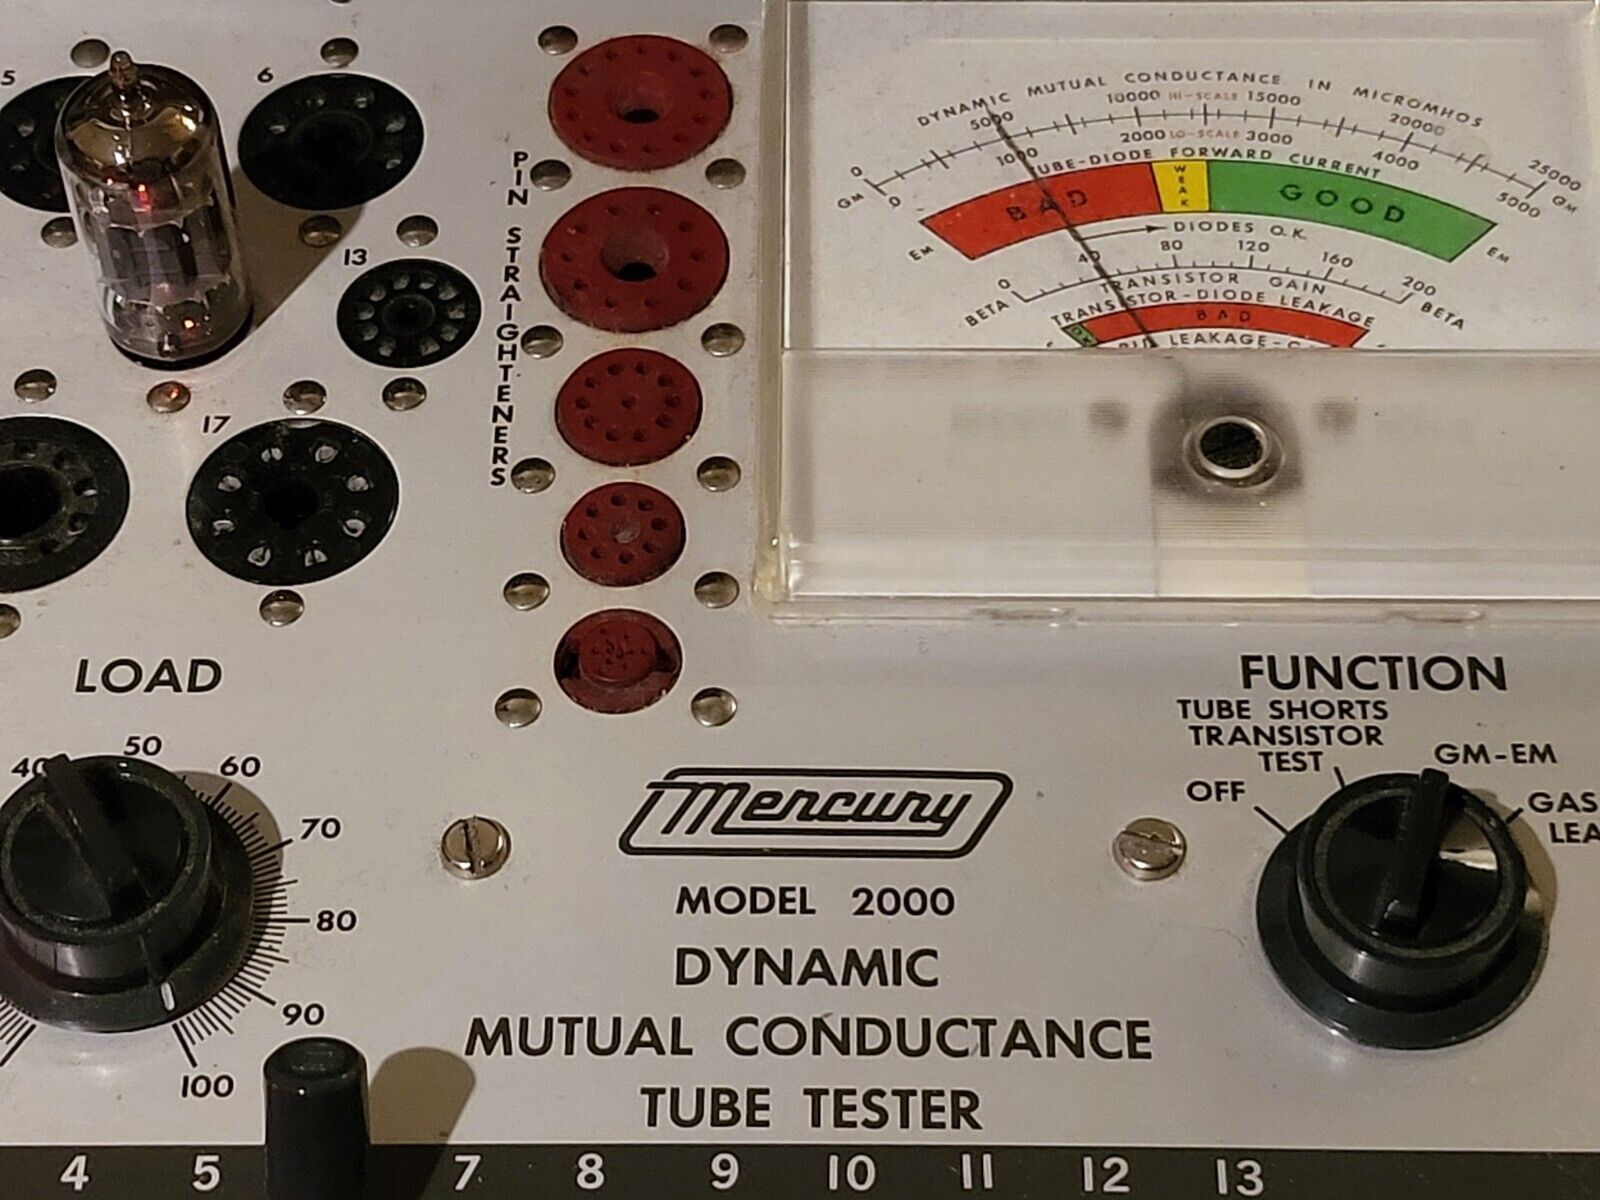 5
6
13
17
PIN STRAIGHTENERS
DYNAMIC MUTUAL CONDUCTANCE IN MICROMHOS
0 5000 10000 HI-SCALE 15000 20000 25000
GM 0 1000 2000 LO-SCALE 3000 4000 5000 GM
TUBE-DIODE FORWARD CURRENT
BAD WEAK GOOD
EM EM
DIODES O.K.
0 40 80 120 160 200
BETA TRANSISTOR GAIN BETA
TRANSISTOR-DIODE LEAKAGE
BAD
LEAKAGE-
LOAD
40 50 60 70 80 90 100
FUNCTION
TUBE SHORTS
TRANSISTOR
TEST
OFF
GM-EM
GAS
LEA
Mercury
MODEL 2000
DYNAMIC
MUTUAL CONDUCTANCE
TUBE TESTER
4 5 7 8 9 10 11 12 13